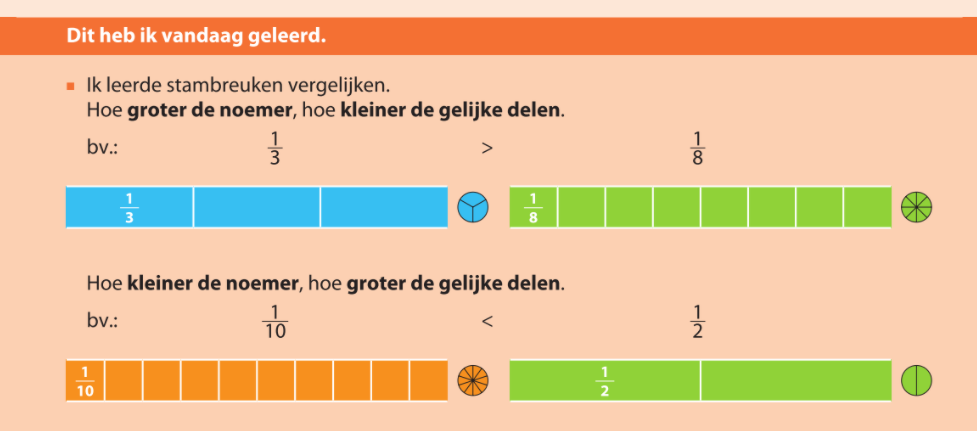 Dit heb ik vandaag geleerd.
▪ Ik leerde stambreuken vergelijken.
Hoe groter de noemer, hoe kleiner de gelijke delen.
bv.: 1/3 > 1/8
1/3 1/8
Hoe kleiner de noemer, hoe groter de gelijke delen.
bv.: 1/10 < 1/2
1/10 1/2